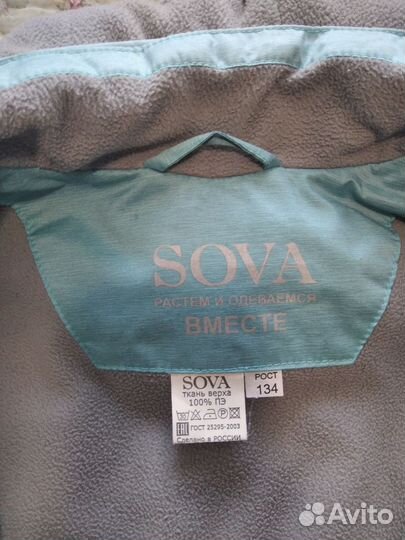 SOVA
РАСТЕМ И ОДЕВАЕМСЯ
ВМЕСТЕ
SOVA
ткань верха
100% ПЭ
ГОСТ 25295-2003
Сделано в РОССИИ
РОСТ
134
Avito